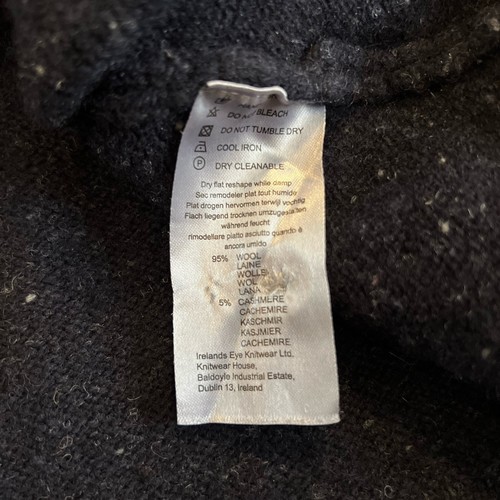 DO NOT BLEACH
DO NOT TUMBLE DRY
COOL IRON
P DRY CLEANABLE
Dry flat reshape while damp
Sec remodeler plat tout humide
Plat drogen hervormen terwijl vochtig
Flach liegend trocknen umzugestalten
während feucht
rimodellare piatto asciutto quando è
ancora umido
95% WOOL
LAINE
WOLLE
WOL
LANA
5% CASHMERE
CACHEMIRE
KASCHMIR
KASJMIER
CACHEMIRE
Irelands Eye Knitwear Ltd,
Knitwear House,
Baldoyle Industrial Estate,
Dublin 13, Ireland